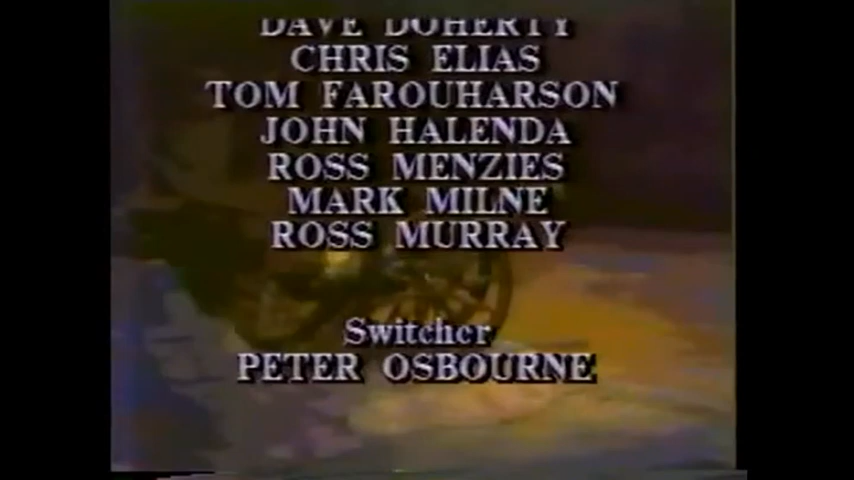 DAVE DOHERTY
CHRIS ELIAS
TOM FAROUHARSON
JOHN HALENDA
ROSS MENZIES
MARK MILNE
ROSS MURRAY
Switcher
PETER OSBOURNE